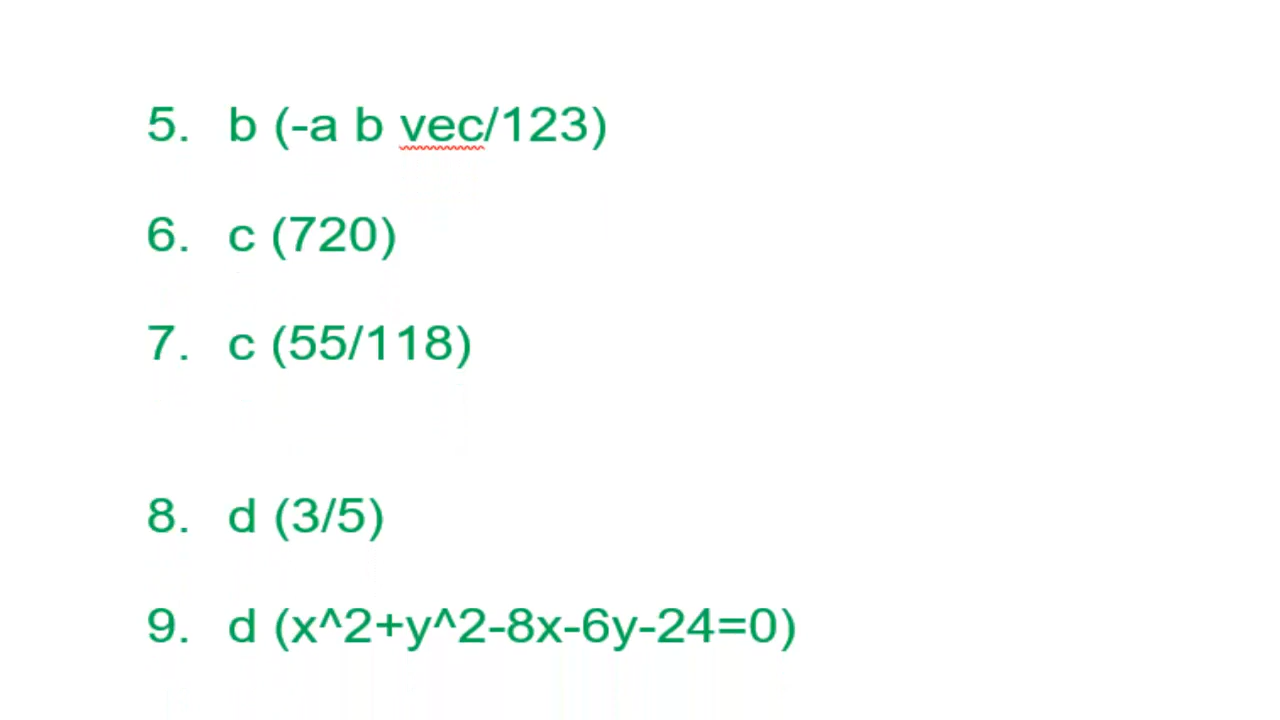 5. b (-a b vec/123)
6. c (720)
7. c (55/118)
8. d (3/5)
9. d (x^2+y^2-8x-6y-24=0)